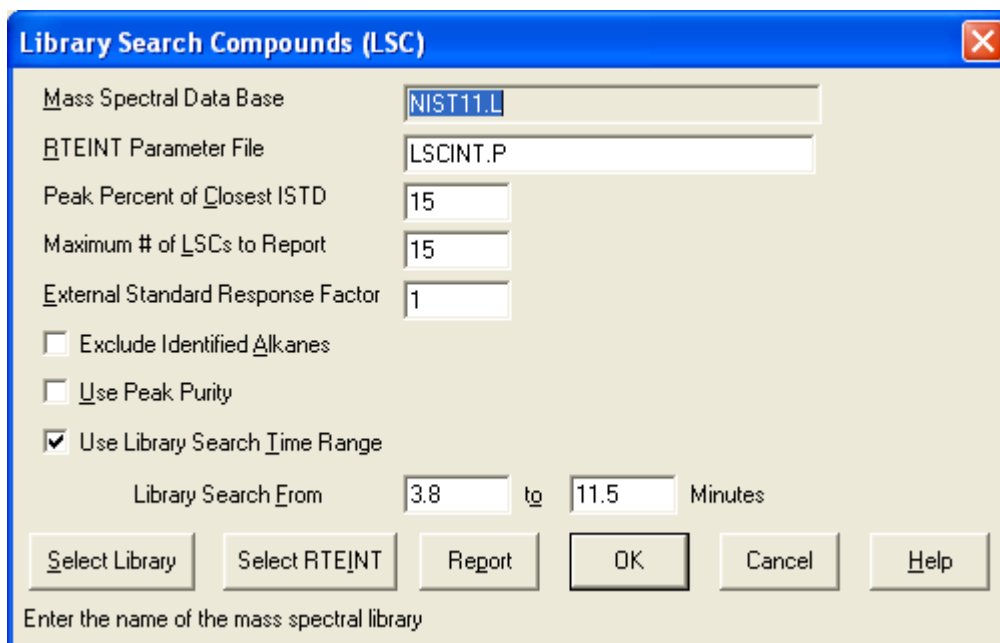 Library Search Compounds (LSC)
Mass Spectral Data Base NIST11.L
RTEINT Parameter File LSCINT.P
Peak Percent of Closest ISTD 15
Maximum # of LSCs to Report 15
External Standard Response Factor 1
Exclude Identified Alkanes
Use Peak Purity
Use Library Search Time Range
Library Search From 3.8 to 11.5 Minutes
Select Library Select RTEINT Report OK Cancel Help
Enter the name of the mass spectral library